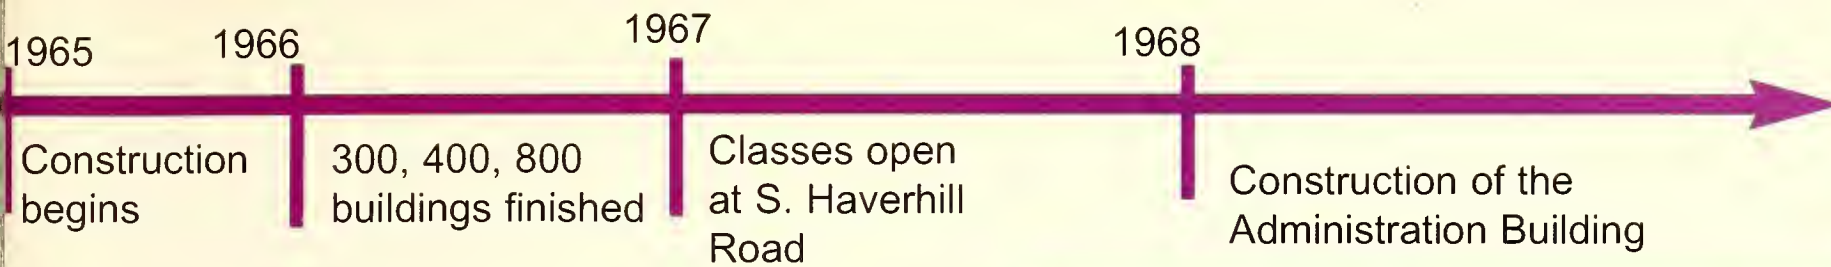 1965
1966
1967
1968
Construction
begins
300, 400, 800
buildings finished
Classes open
at S. Haverhill
Road
Construction of the
Administration Building